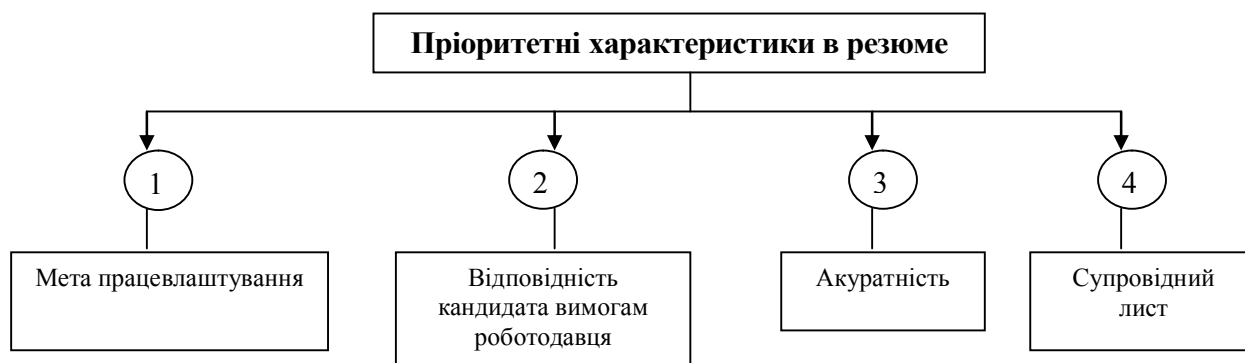 Пріоритетні характеристики в резюме
1
2
3
4
Мета працевлаштування
Відповідність
кандидата вимогам
роботодавця
Акуратність
Супровідний
лист